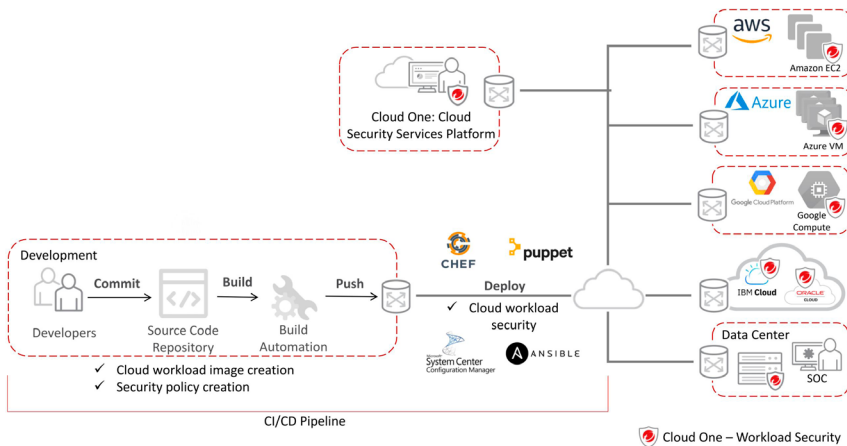 aws
Amazon EC2
Cloud One: Cloud
Security Services Platform
Azure
Azure VM
Google Cloud Platform
Google
Compute
Development
Commit
Build
Push
Developers
Source Code
Repository
Build
Automation
✓ Cloud workload image creation
✓ Security policy creation
CHEF
puppet
Deploy
✓ Cloud workload
security
Microsoft
System Center
Configuration Manager
A ANSIBLE
IBM Cloud
ORACLE
CLOUD
Data Center
SOC
CI/CD Pipeline
Cloud One – Workload Security